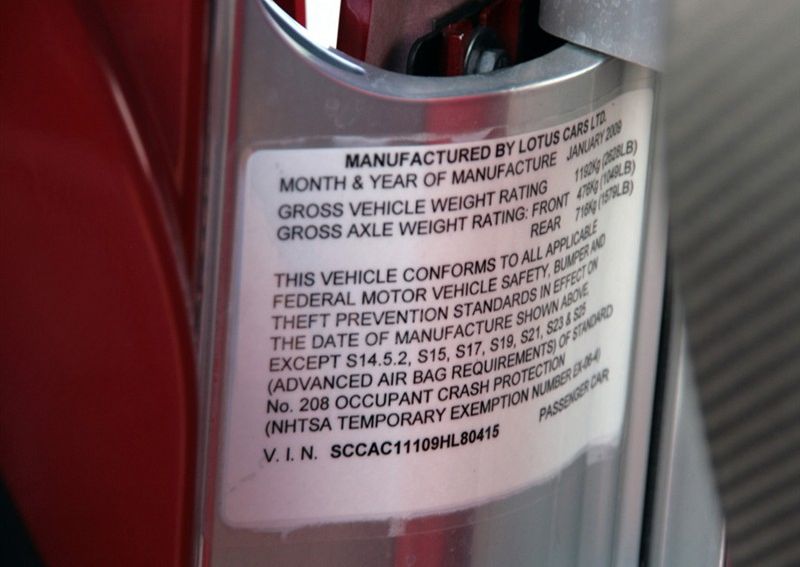 MANUFACTURED BY LOTUS CARS LTD.
MONTH & YEAR OF MANUFACTURE JANUARY 2009
GROSS VEHICLE WEIGHT RATING 1192Kg (2628LB)
GROSS AXLE WEIGHT RATING: FRONT 476Kg (1049LB)
REAR 716Kg (1579LB)
THIS VEHICLE CONFORMS TO ALL APPLICABLE
FEDERAL MOTOR VEHICLE SAFETY, BUMPER AND
THEFT PREVENTION STANDARDS IN EFFECT ON
THE DATE OF MANUFACTURE SHOWN ABOVE,
EXCEPT S14.5.2, S15, S17, S19, S21, S23 & S25
(ADVANCED AIR BAG REQUIREMENTS) OF STANDARD
No. 208 OCCUPANT CRASH PROTECTION
(NHTSA TEMPORARY EXEMPTION NUMBER EX-06-4)
PASSENGER CAR
V. I. N. SCCAC11109HL80415